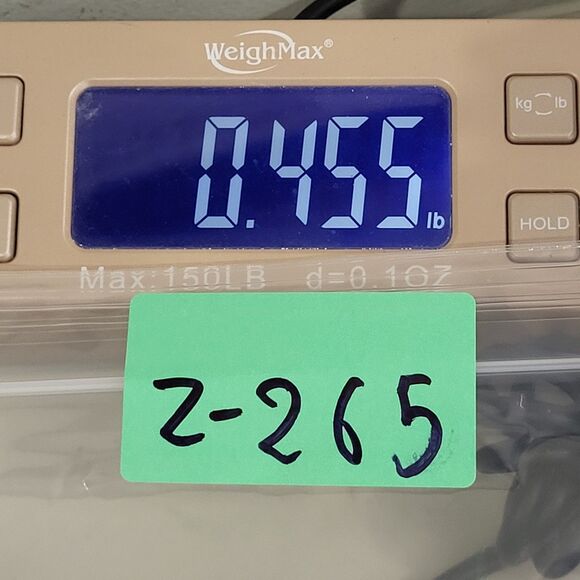 WeighMax®
kg lb
0.455 lb
HOLD
Max:150LB d=0.1OZ
Z-265